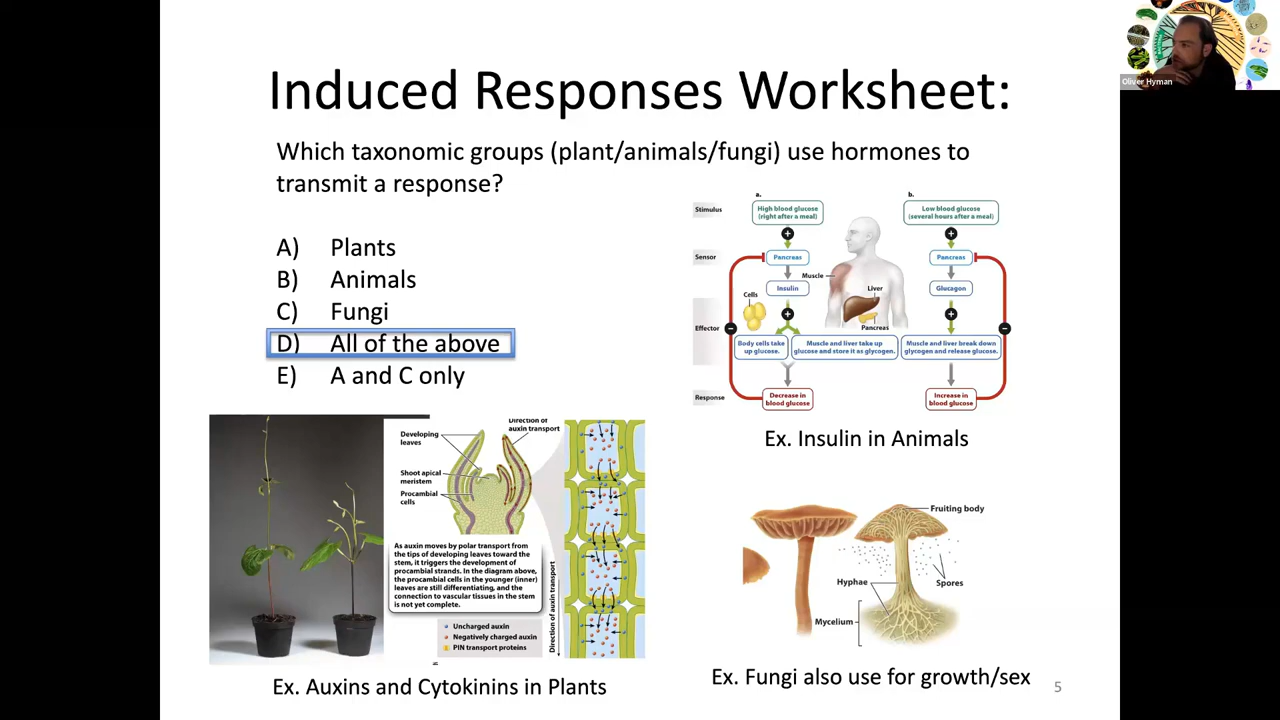 Oliver Hyman
Induced Responses Worksheet:
Which taxonomic groups (plant/animals/fungi) use hormones to
transmit a response?
A) Plants
B) Animals
C) Fungi
D) All of the above
E) A and C only
a.
b.
Stimulus
High blood glucose
(right after a meal)
Low blood glucose
(several hours after a meal)
Sensor
Pancreas
Pancreas
Muscle
Insulin
Liver
Glucagon
Cells
Pancreas
Effector
Body cells take
up glucose.
Muscle and liver take up
glucose and store it as glycogen.
Muscle and liver break down
glycogen and release glucose.
Response
Decrease in
blood glucose
Increase in
blood glucose
Ex. Insulin in Animals
Developing
leaves
Direction of
auxin transport
Shoot apical
meristem
Procambial
cells
As auxin moves by polar transport from
the tips of developing leaves toward the
stem, it triggers the development of
procambial strands. In the diagram above,
the procambial cells in the younger (inner)
leaves are still differentiating, and the
connection to vascular tissues in the stem
is not yet complete.
Uncharged auxin
Negatively charged auxin
PIN transport proteins
Direction of auxin transport
Ex. Auxins and Cytokinins in Plants
Fruiting body
Hyphae
Spores
Mycelium
Ex. Fungi also use for growth/sex
5